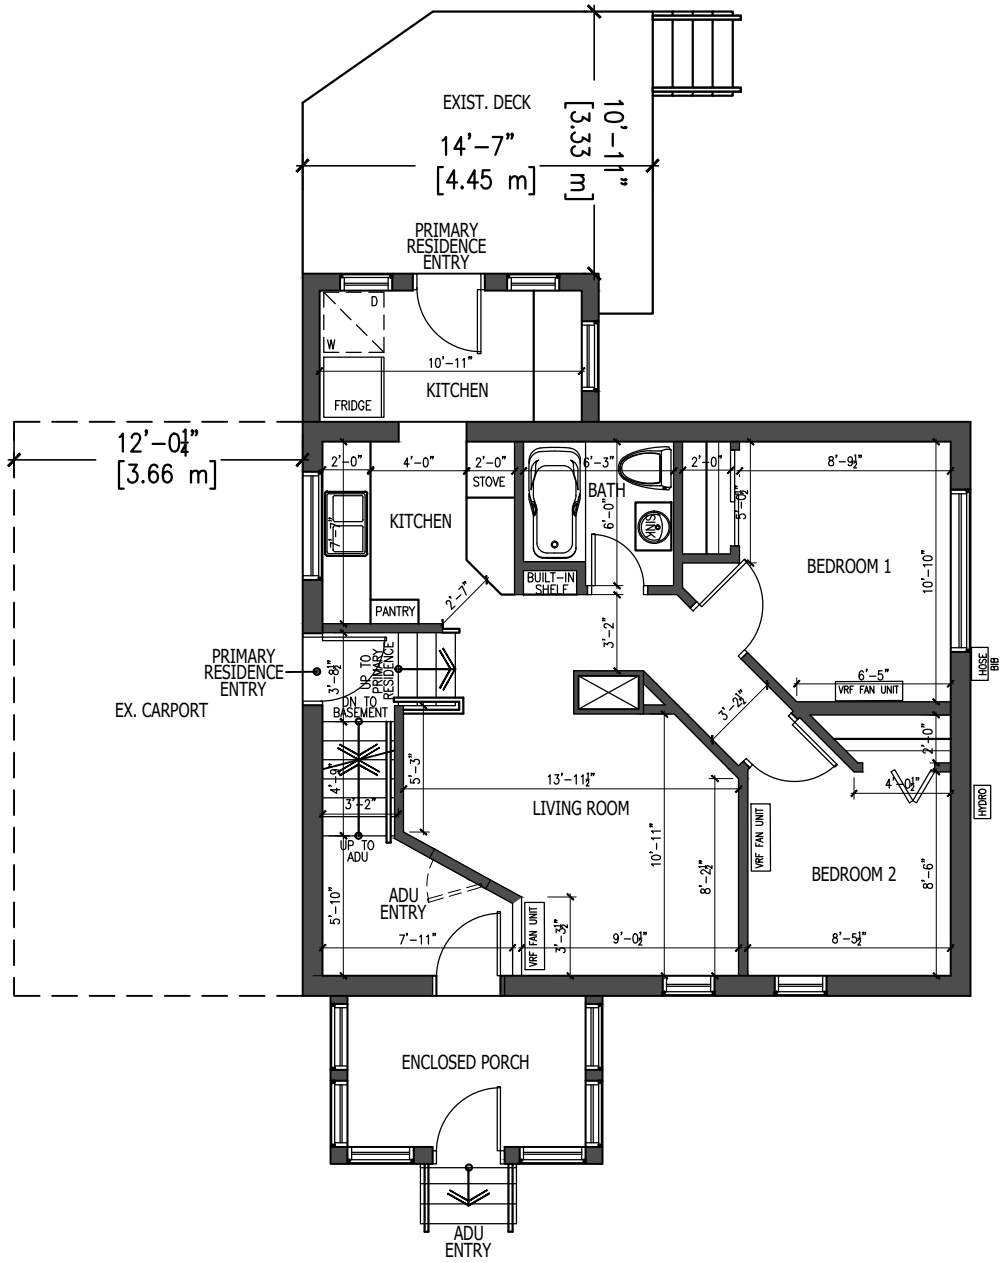 EXIST. DECK
14'-7"
[4.45 m]
10'-11"
[3.33 m]
PRIMARY
RESIDENCE
ENTRY
D
W
10'-11"
KITCHEN
FRIDGE
12'-0¼"
[3.66 m]
2'-0"
4'-0"
2'-0"
STOVE
6'-3"
BATH
2'-0"
8'-9½"
5'-0½"
7'-7"
KITCHEN
6'-0"
SINK
BEDROOM 1
10'-10"
BUILT-IN
SHELF
2'-7"
PANTRY
3'-2"
PRIMARY
RESIDENCE
ENTRY
3'-8½"
UP TO
PRIMARY
RESIDENCE
HOSE
BIB
6'-5"
VRF FAN UNIT
EX. CARPORT
DN TO
BASEMENT
3'-2½"
2'-0"
4'-9"
5'-3"
13'-11½"
4'-0½"
HYDRO
3'-2"
LIVING ROOM
VRF FAN UNIT
UP TO
ADU
10'-11"
8'-2½"
BEDROOM 2
8'-6"
5'-10"
ADU
ENTRY
7'-11"
VRF FAN UNIT
3'-3½"
9'-0½"
8'-5½"
ENCLOSED PORCH
ADU
ENTRY